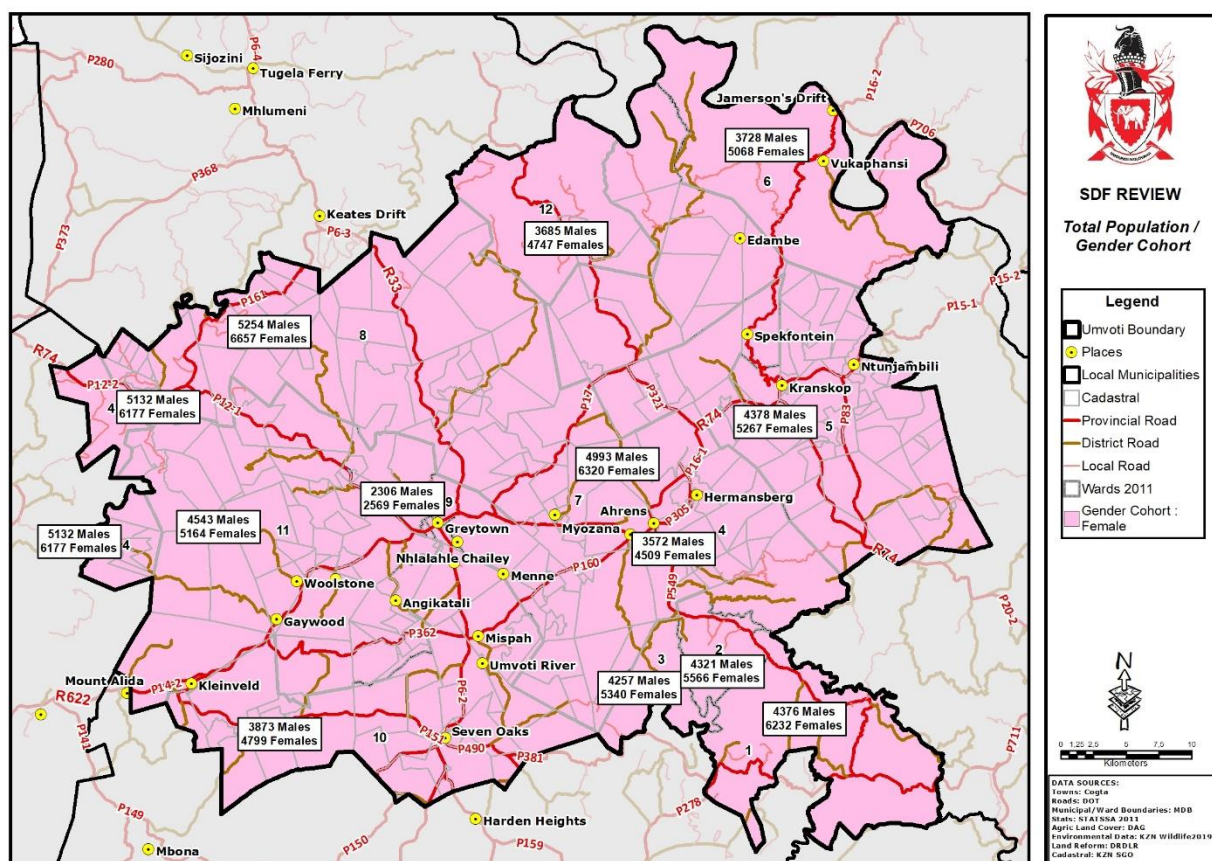 P280
P6-4
Sijozini
Tugela Ferry
Mhlumeni
P368
P373
Keates Drift
P6-3
Jamerson's Drift
P16-2
P706
3728 Males
5068 Females
Vukaphansi
6
12
3685 Males
4747 Females
Edambe
P15-2
P15-1
R33
P161
5254 Males
6657 Females
8
Spekfontein
Ntunjambili
Kranskop
R74
P12-2
4
5132 Males
6177 Females
P12-1
P17
P321
R74
4378 Males
5267 Females
5
P83
4993 Males
6320 Females
P16-1
Hermansberg
2306 Males
2569 Females
9
7
Greytown
Myozana
Ahrens
P305
4
3572 Males
4509 Females
5132 Males
6177 Females
4
4543 Males
5164 Females
11
Nhlalahle
Chailey
Menne
P160
R74
Woolstone
P549
Angikatali
P20-2
Gaywood
P362
Mispah
Umvoti River
3
2
4257 Males
5340 Females
4321 Males
5566 Females
Mount Alida
P14-2
Kleinveld
R622
P141
P6-2
4376 Males
6232 Females
3873 Males
4799 Females
10
P151
Seven Oaks
P490
P381
1
P711
P149
P150
Harden Heights
P159
P278
Mbona
SDF REVIEW
Total Population /
Gender Cohort
Legend
Umvoti Boundary
Places
Local Municipalities
Cadastral
Provincial Road
District Road
Local Road
Wards 2011
Gender Cohort :
Female
N
0 1,25 2,5 5 7,5 10
Kilometers
DATA SOURCES:
Towns: Cogta
Roads: DOT
Municipal/Ward Boundaries: MDB
Stats: STATSSA 2011
Agric Land Cover: DAG
Environmental Data: KZN Wildlife2019
Land Reform: DRDLR
Cadastral: KZN SGO